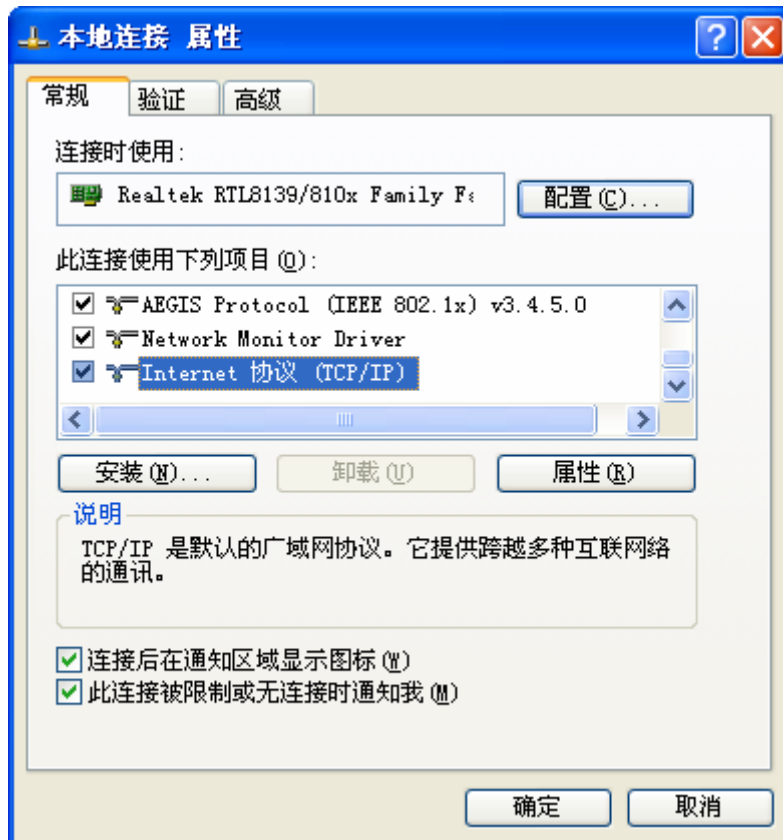 本地连接 属性
常规 验证 高级
连接时使用:
Realtek RTL8139/810x Family Fa
配置(C)...
此连接使用下列项目(O):
AEGIS Protocol (IEEE 802.1x) v3.4.5.0
Network Monitor Driver
Internet 协议 (TCP/IP)
安装(N)... 卸载(U) 属性(R)
说明
TCP/IP 是默认的广域网协议。它提供跨越多种互联网络
的通讯。
连接后在通知区域显示图标(W)
此连接被限制或无连接时通知我(M)
确定 取消